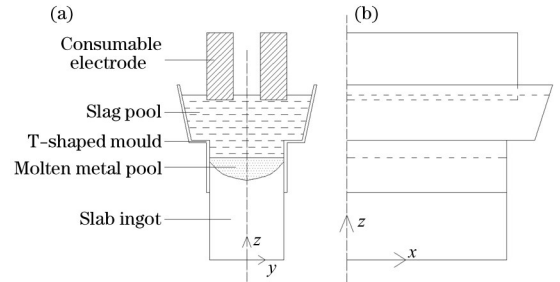 (a)
(b)
Consumable
electrode
Slag pool
T-shaped mould
Molten metal pool
Slab ingot
z
y
z
x